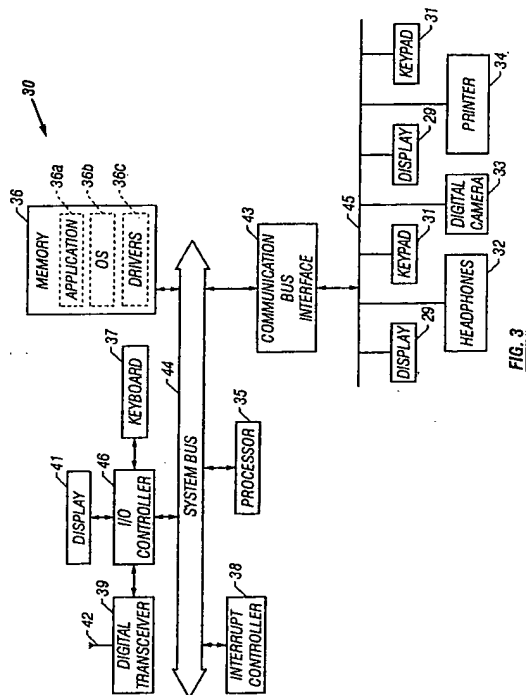 30
36
MEMORY
APPLICATION
36a
OS
36b
DRIVERS
36c
41
DISPLAY
37
KEYBOARD
42
39
DIGITAL
TRANSCEIVER
46
I/O
CONTROLLER
44
SYSTEM BUS
38
INTERRUPT CONTROLLER
35
PROCESSOR
43
COMMUNICATION
BUS
INTERFACE
45
29
DISPLAY
31
KEYPAD
29
DISPLAY
31
KEYPAD
32
HEADPHONES
33
DIGITAL
CAMERA
34
PRINTER
FIG. 3